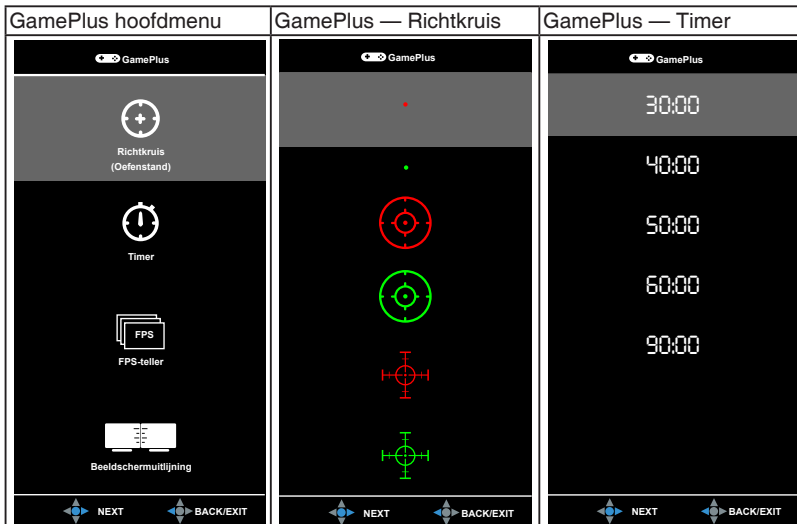 GamePlus hoofdmenu
GamePlus — Richtkruis
GamePlus — Timer
GamePlus
Richtkruis
(Oefenstand)
Timer
FPS
FPS-teller
Beeldschermuitlijning
NEXT
BACK/EXIT
GamePlus
NEXT
BACK/EXIT
GamePlus
30:00
40:00
50:00
60:00
90:00
NEXT
BACK/EXIT